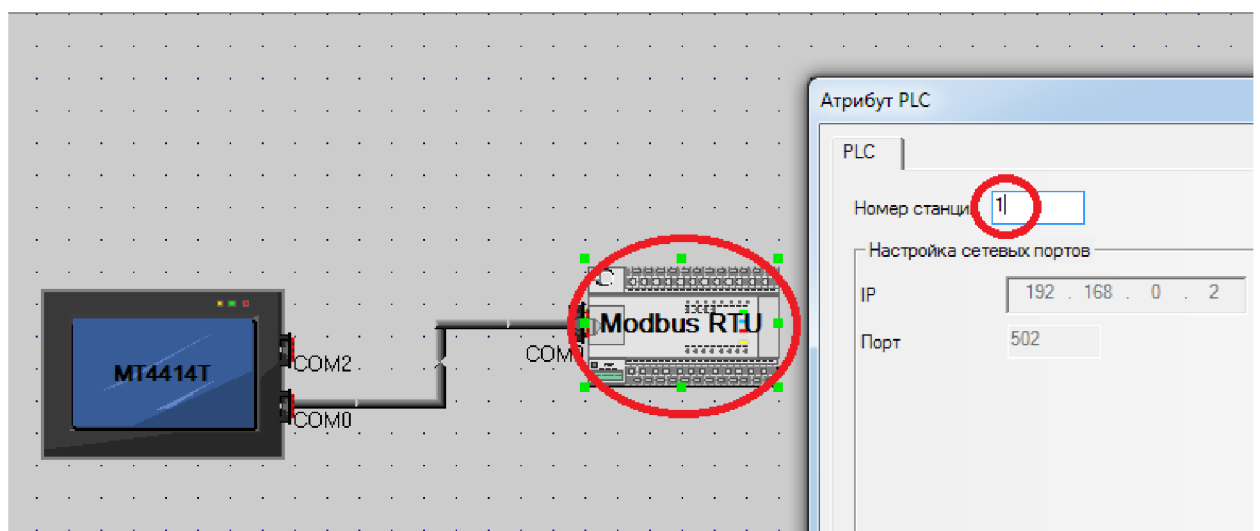 Атрибут PLC
PLC
Номер станци
1
Настройка сетевых портов
IP
192 . 168 . 0 . 2
Порт
502
MT4414T
COM2
COM0
COM0
Modbus RTU